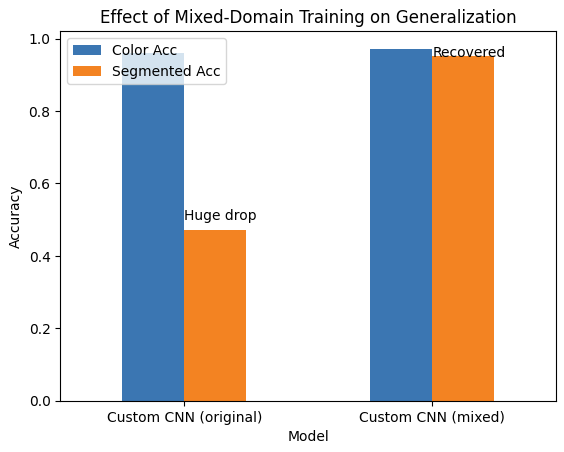 Effect of Mixed-Domain Training on Generalization
Color Acc
Segmented Acc
Recovered
Huge drop
1.0
0.8
0.6
0.4
0.2
0.0
Accuracy
Custom CNN (original)
Custom CNN (mixed)
Model